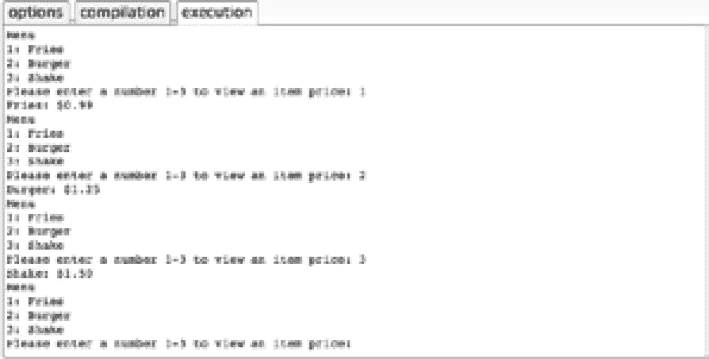 options compilation execution
Menu
1: Fries
2: Burger
3: Shake
Please enter a number 1-3 to view an item price: 1
Fries: $0.99
Menu
1: Fries
2: Burger
3: Shake
Please enter a number 1-3 to view an item price: 2
Burger: $1.25
Menu
1: Fries
2: Burger
3: Shake
Please enter a number 1-3 to view an item price: 3
Shake: $1.50
Menu
1: Fries
2: Burger
3: Shake
Please enter a number 1-3 to view an item price: